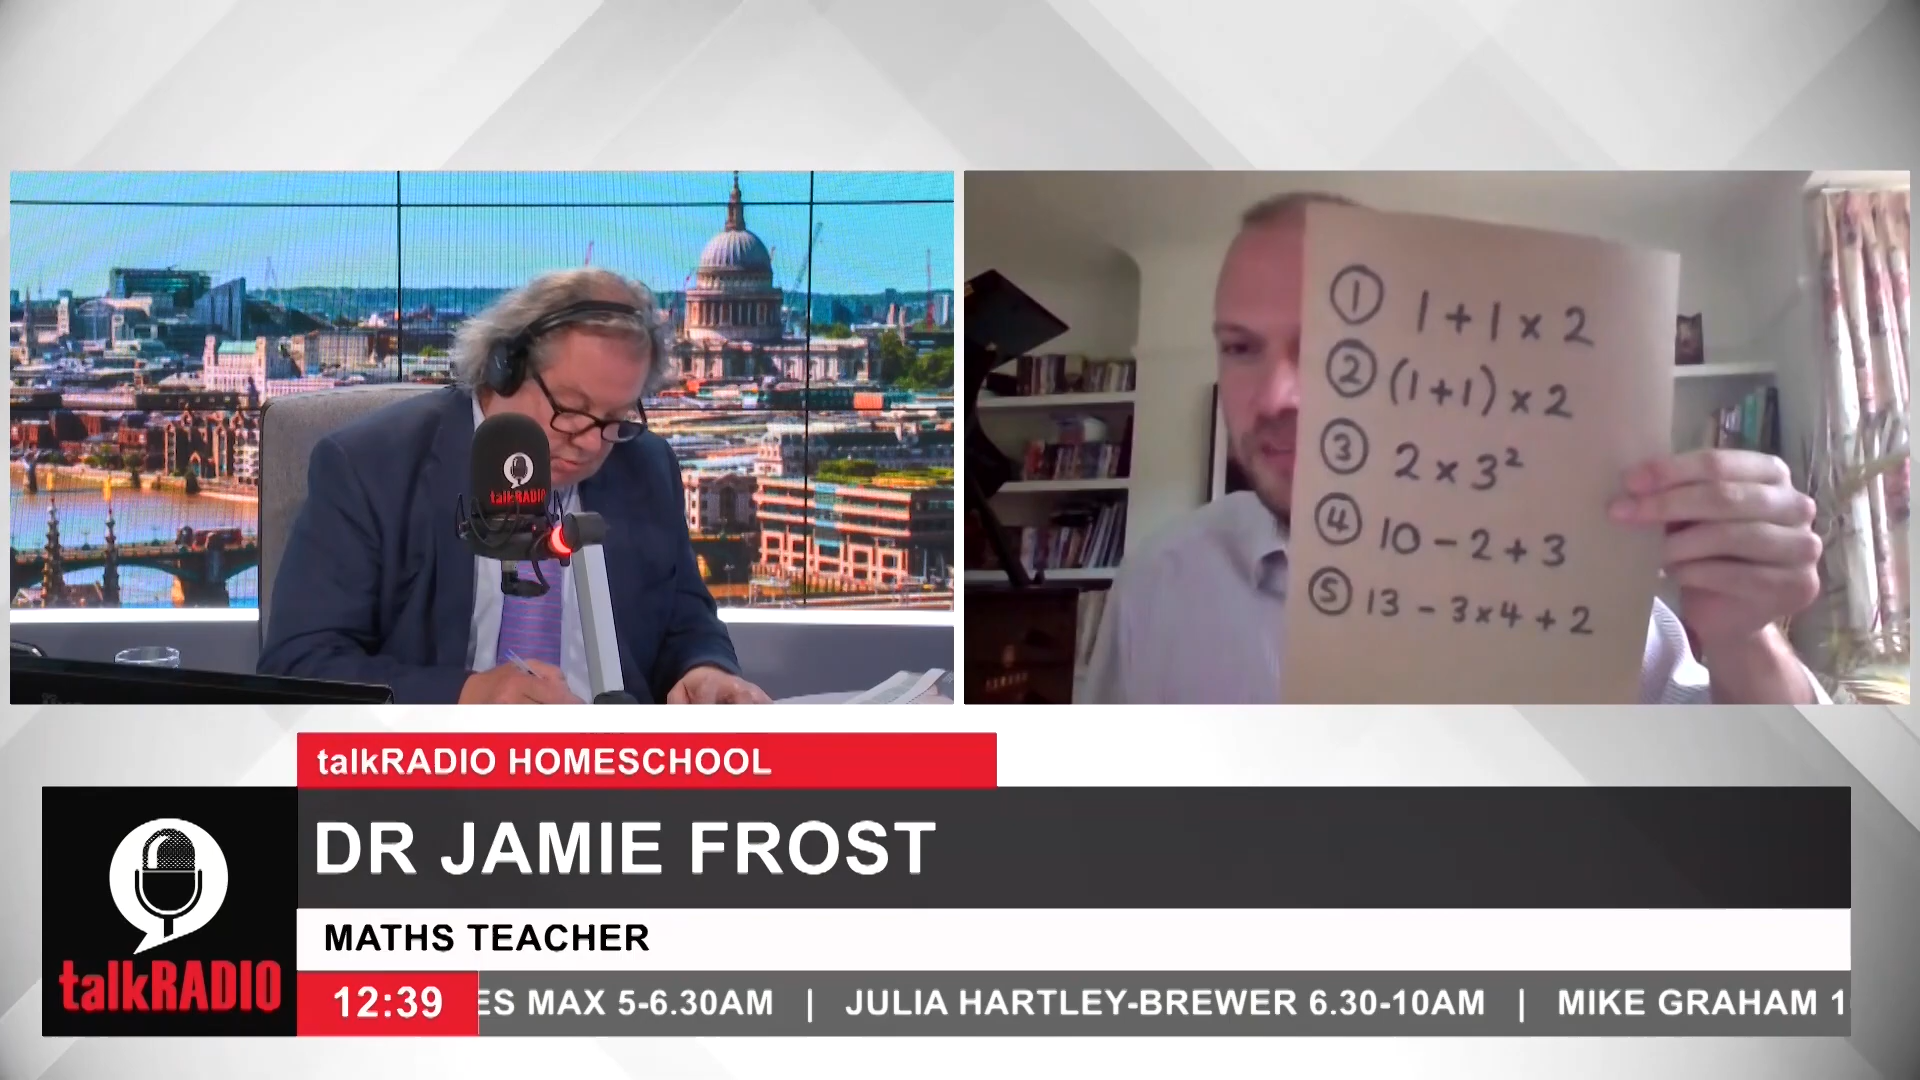 talkRADIO
① 1 + 1 × 2
② (1+1) × 2
③ 2 × 3²
④ 10 - 2 + 3
⑤ 13 - 3×4 + 2
talkRADIO HOMESCHOOL
DR JAMIE FROST
MATHS TEACHER
talkRADIO
12:39 ES MAX 5-6.30AM | JULIA HARTLEY-BREWER 6.30-10AM | MIKE GRAHAM 1